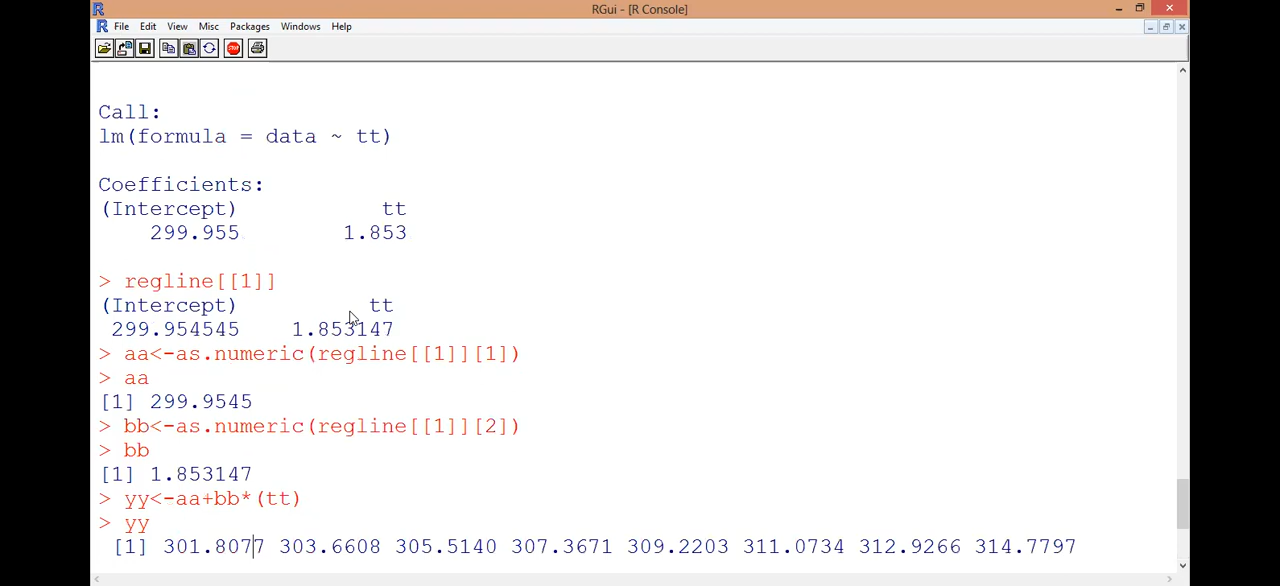 RGui - [R Console]
File Edit View Misc Packages Windows Help
STOP
Call:
lm(formula = data ~ tt)
Coefficients:
(Intercept) tt
299.955 1.853
> regline[[1]]
(Intercept) tt
299.954545 1.853147
> aa<-as.numeric(regline[[1]][1])
> aa
[1] 299.9545
> bb<-as.numeric(regline[[1]][2])
> bb
[1] 1.853147
> yy<-aa+bb*(tt)
> yy
[1] 301.8077 303.6608 305.5140 307.3671 309.2203 311.0734 312.9266 314.7797